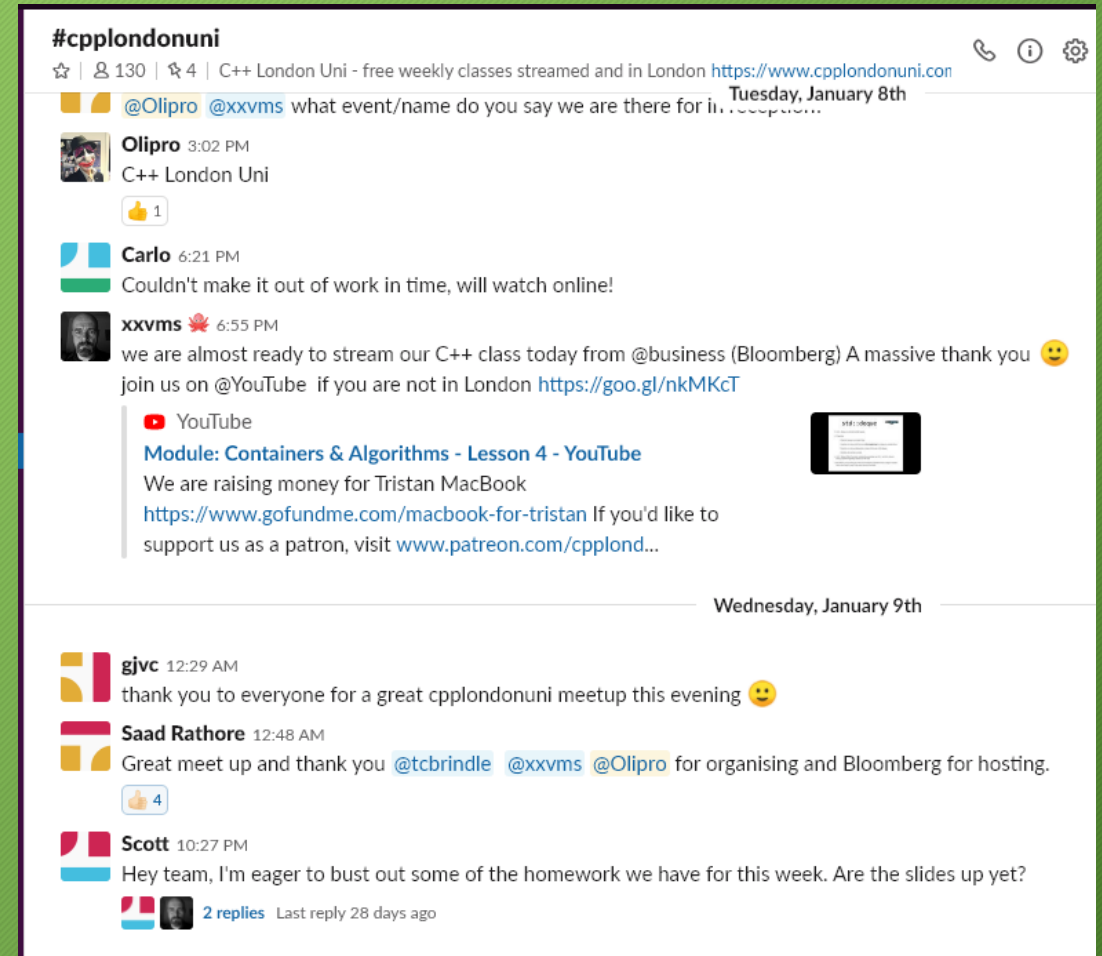 #cpplondonuni
130 | 4 | C++ London Uni - free weekly classes streamed and in London https://www.cpplondonuni.con
Tuesday, January 8th
@Olipro @xxvms what event/name do you say we are there for in
Olipro 3:02 PM
C++ London Uni
1
Carlo 6:21 PM
Couldn't make it out of work in time, will watch online!
xxvms 6:55 PM
we are almost ready to stream our C++ class today from @business (Bloomberg) A massive thank you
join us on @YouTube if you are not in London https://goo.gl/nkMKcT
YouTube
Module: Containers & Algorithms - Lesson 4 - YouTube
We are raising money for Tristan MacBook
https://www.gofundme.com/macbook-for-tristan If you'd like to
support us as a patron, visit www.patreon.com/cpplond...
Wednesday, January 9th
gjvc 12:29 AM
thank you to everyone for a great cpplondonuni meetup this evening
Saad Rathore 12:48 AM
Great meet up and thank you @tcbrindle @xxvms @Olipro for organising and Bloomberg for hosting.
4
Scott 10:27 PM
Hey team, I'm eager to bust out some of the homework we have for this week. Are the slides up yet?
2 replies Last reply 28 days ago